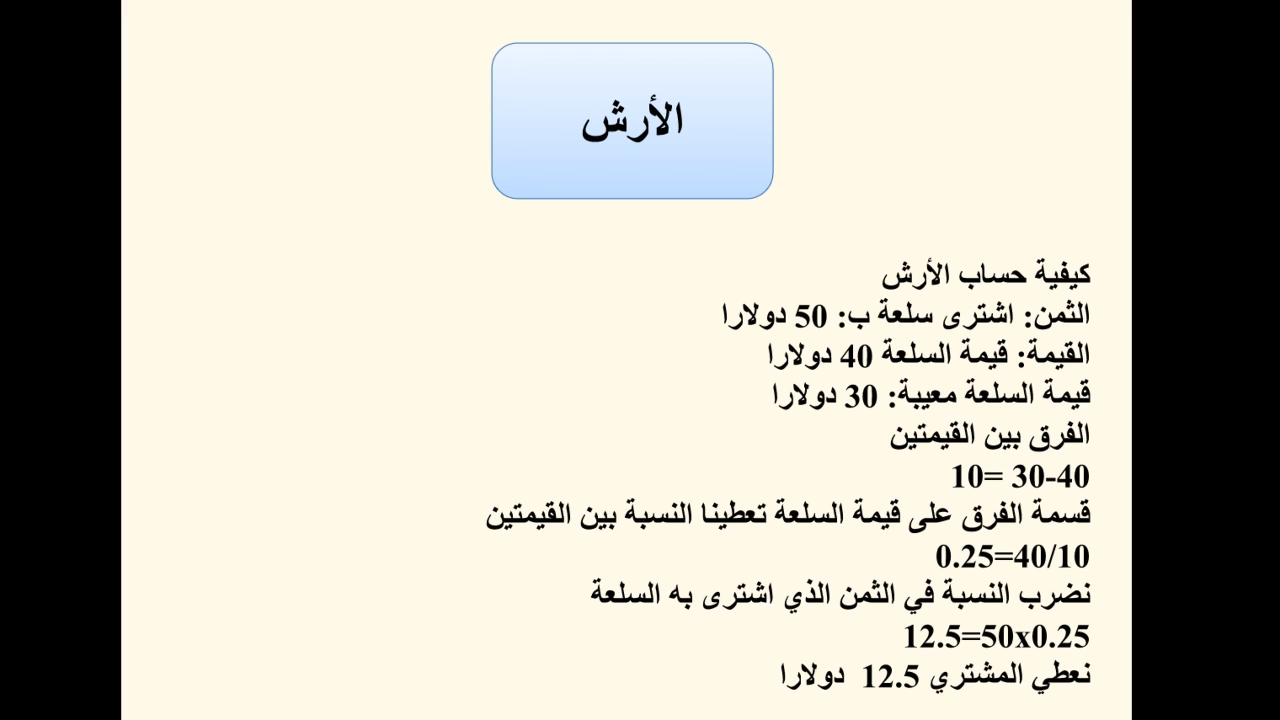 الأرش
كيفية حساب الأرش
الثمن: اشترى سلعة ب: 50 دولارا
القيمة: قيمة السلعة 40 دولارا
قيمة السلعة معيبة: 30 دولارا
الفرق بين القيمتين
10= 30-40
قسمة الفرق على قيمة السلعة تعطينا النسبة بين القيمتين
0.25=40/10
نضرب النسبة في الثمن الذي اشترى به السلعة
12.5=50x0.25
نعطي المشتري 12.5 دولارا